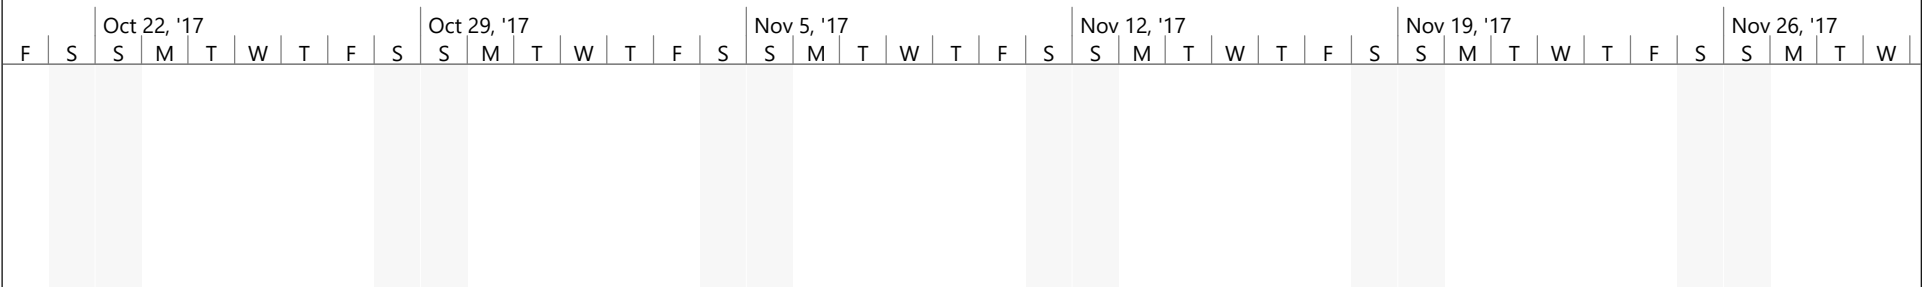 Oct 22, '17 Oct 29, '17 Nov 5, '17 Nov 12, '17 Nov 19, '17 Nov 26, '17
F S S M T W T F S S M T W T F S S M T W T F S S M T W T F S S M T W T F S S M T W